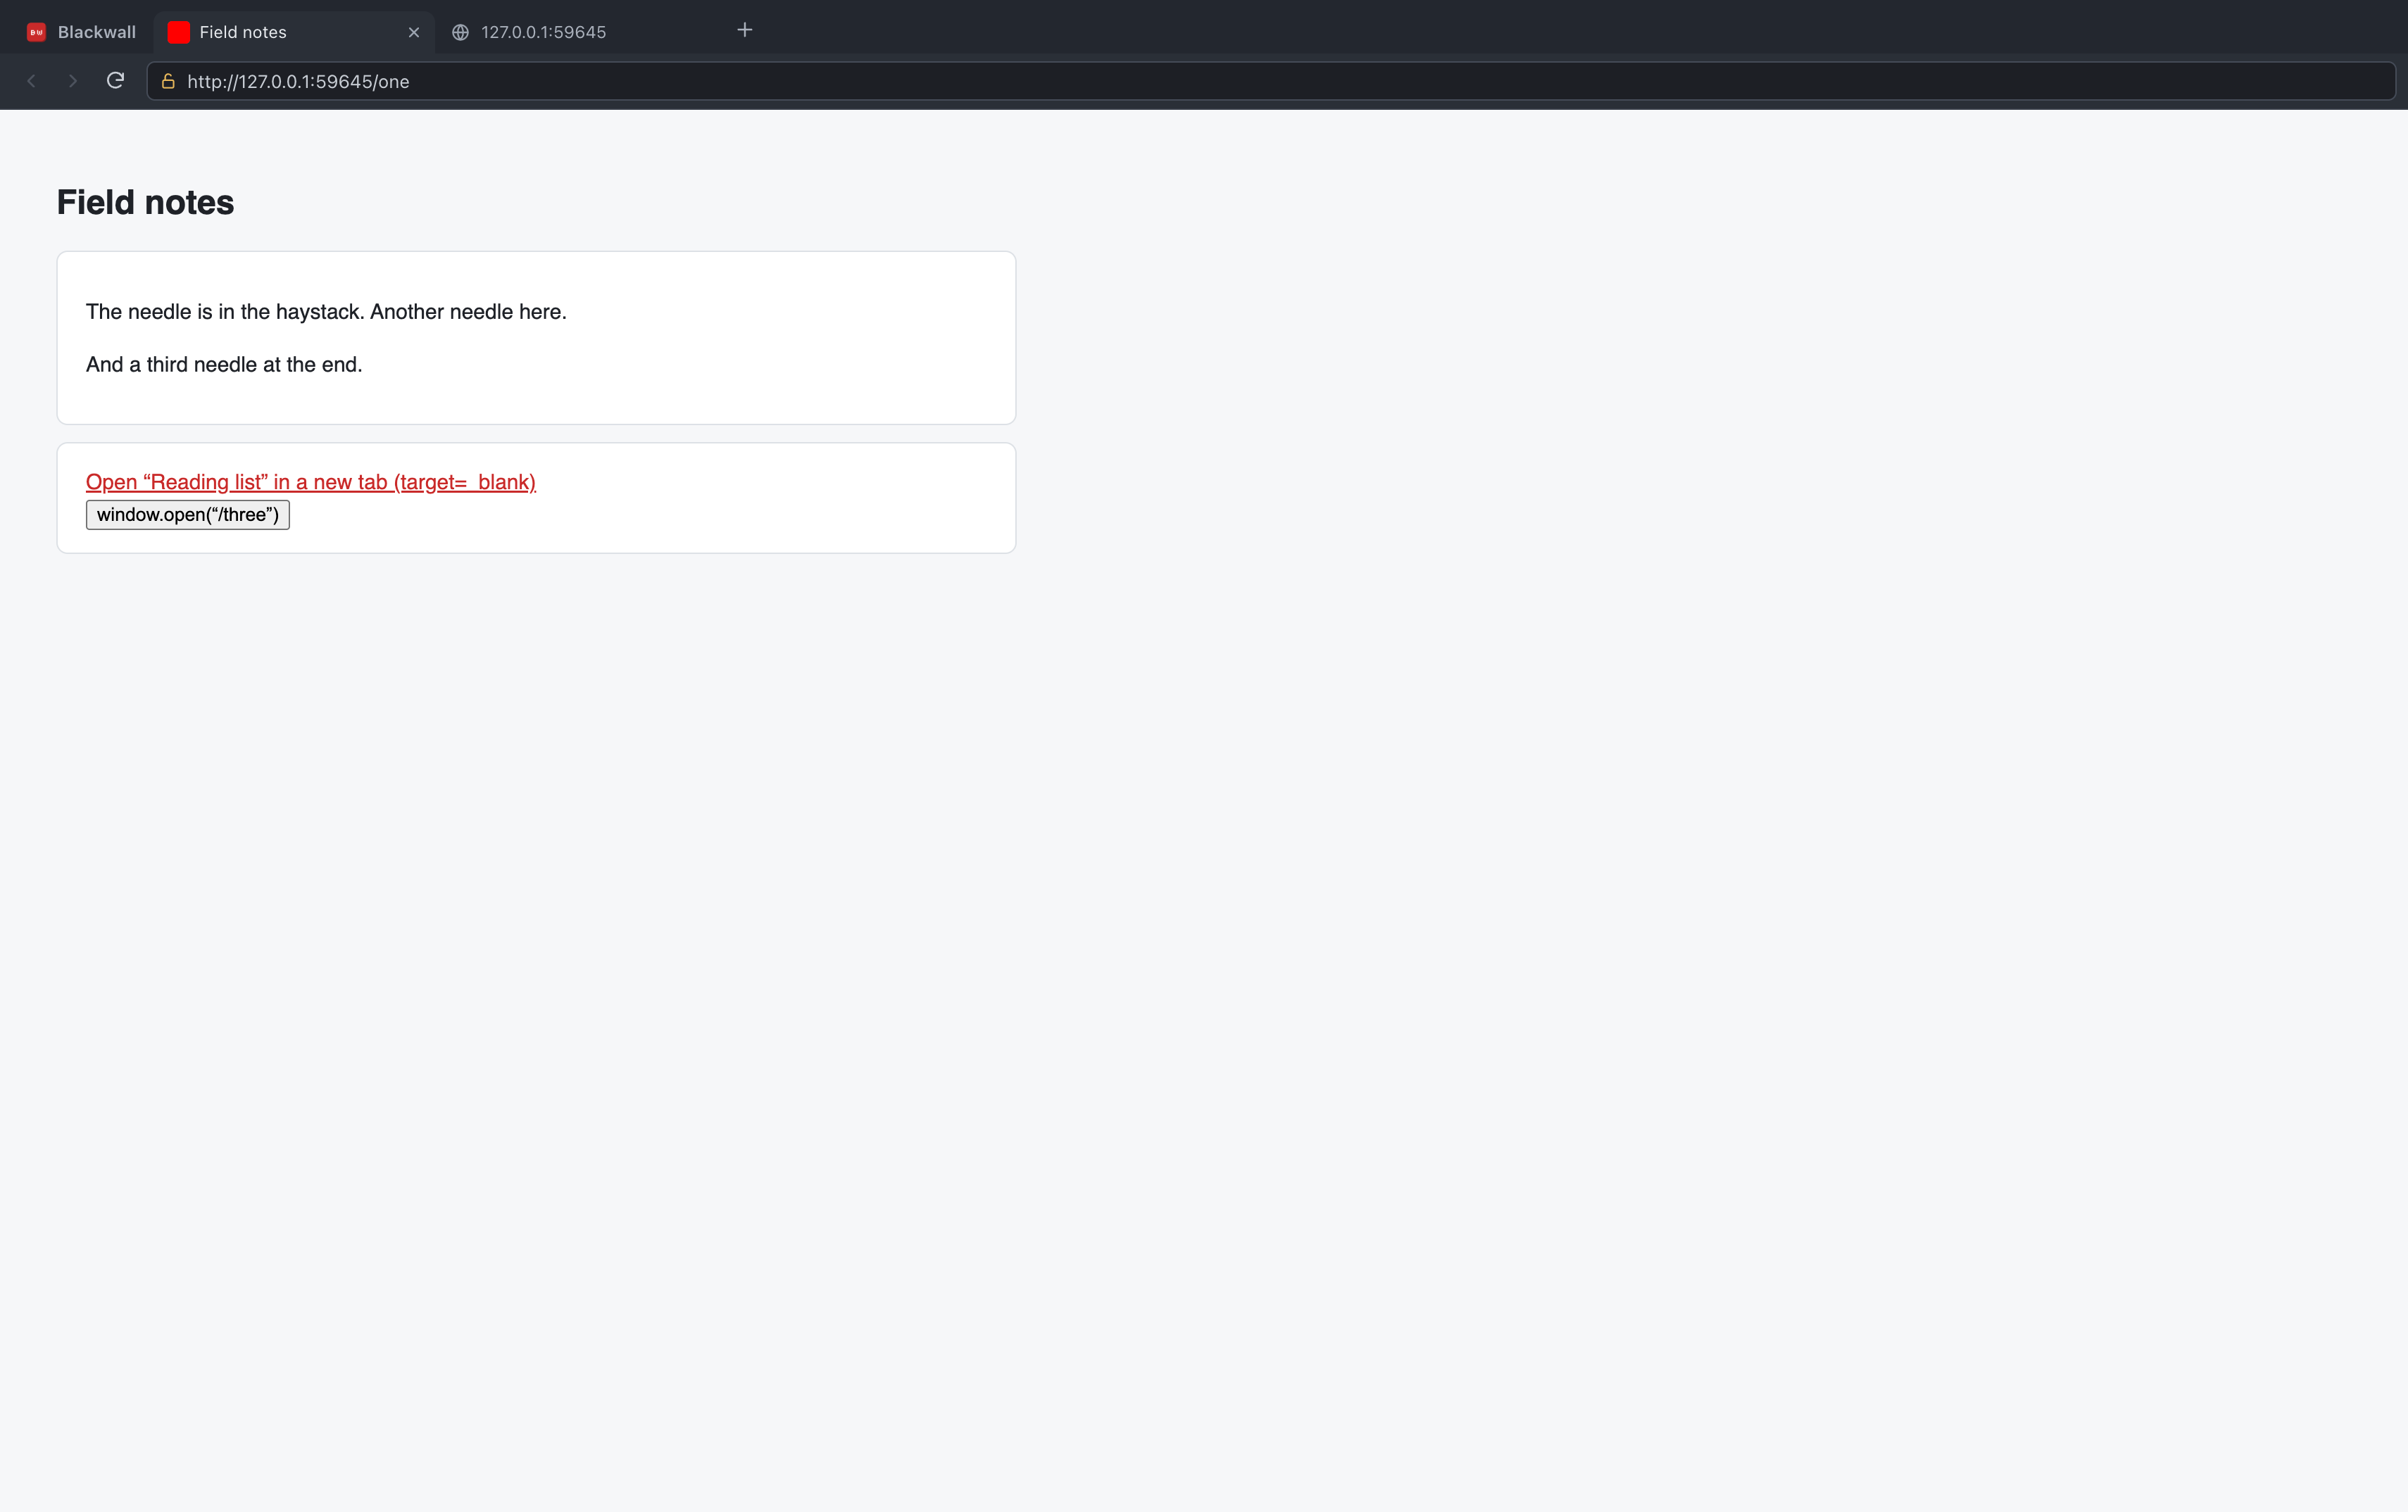 BW Blackwall
Field notes
127.0.0.1:59645
http://127.0.0.1:59645/one
Field notes
The needle is in the haystack. Another needle here.
And a third needle at the end.
Open “Reading list” in a new tab (target=_blank)
window.open(“/three”)